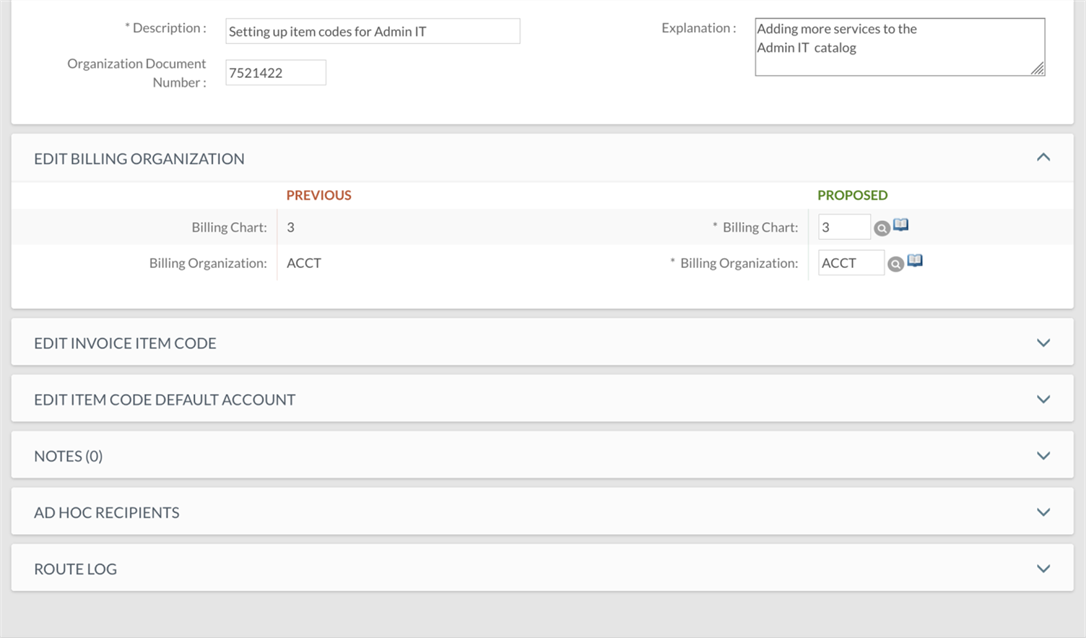 * Description :
Setting up item codes for Admin IT
Explanation :
Adding more services to the
Admin IT catalog
Organization Document
Number :
7521422
EDIT BILLING ORGANIZATION
PREVIOUS
PROPOSED
Billing Chart:
3
* Billing Chart:
3
Billing Organization:
ACCT
* Billing Organization:
ACCT
EDIT INVOICE ITEM CODE
EDIT ITEM CODE DEFAULT ACCOUNT
NOTES (0)
AD HOC RECIPIENTS
ROUTE LOG